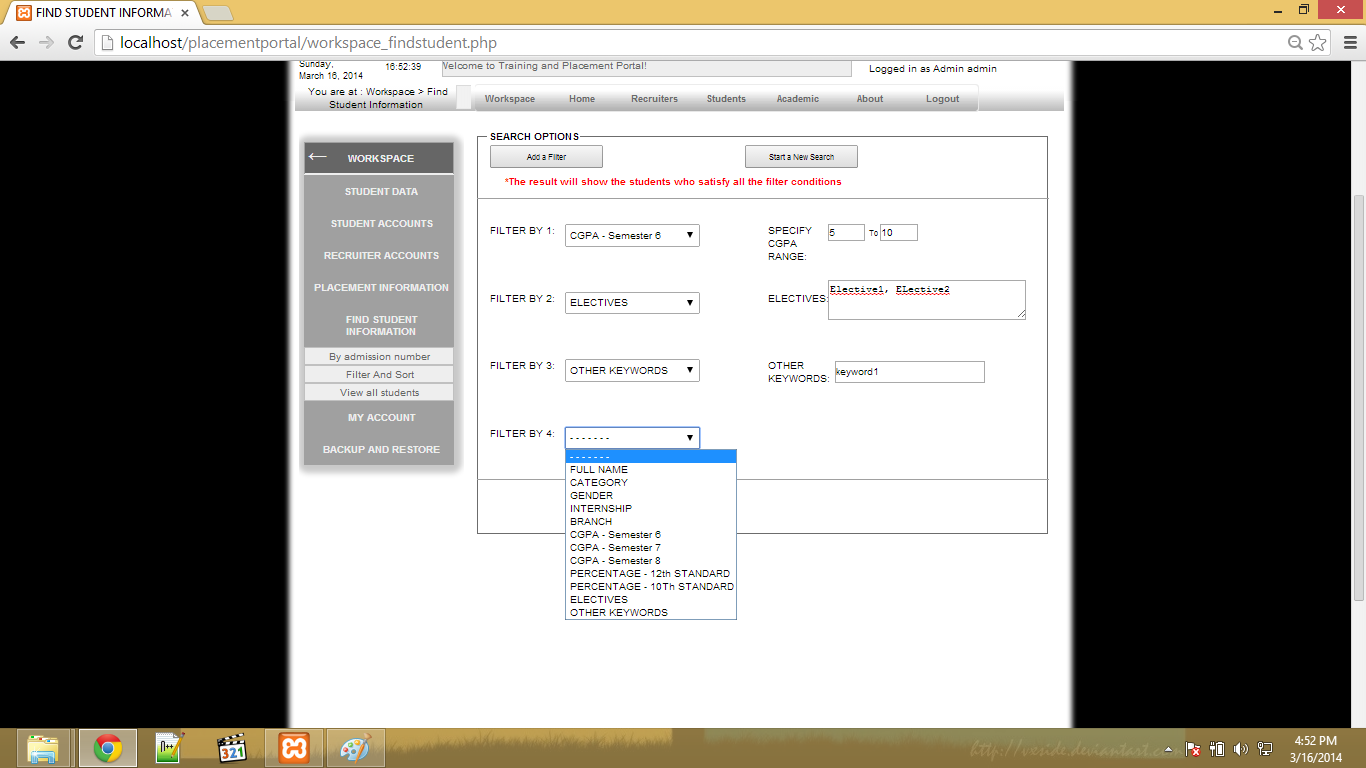 FIND STUDENT INFORMA
localhost/placementportal/workspace_findstudent.php
Sunday,
March 16, 2014
16:52:39
Welcome to Training and Placement Portal!
Logged in as Admin admin
You are at : Workspace > Find
Student Information
Workspace Home Recruiters Students Academic About Logout
WORKSPACE
STUDENT DATA
STUDENT ACCOUNTS
RECRUITER ACCOUNTS
PLACEMENT INFORMATION
FIND STUDENT
INFORMATION
By admission number
Filter And Sort
View all students
MY ACCOUNT
BACKUP AND RESTORE
SEARCH OPTIONS
Add a Filter Start a New Search
*The result will show the students who satisfy all the filter conditions
FILTER BY 1: CGPA - Semester 6
SPECIFY
CGPA
RANGE:
5 To 10
FILTER BY 2: ELECTIVES
ELECTIVES: Elective1, ELective2
FILTER BY 3: OTHER KEYWORDS
OTHER
KEYWORDS:
keyword1
FILTER BY 4: - - - - - - -
- - - - - - -
FULL NAME
CATEGORY
GENDER
INTERNSHIP
BRANCH
CGPA - Semester 6
CGPA - Semester 7
CGPA - Semester 8
PERCENTAGE - 12th STANDARD
PERCENTAGE - 10Th STANDARD
ELECTIVES
OTHER KEYWORDS
321
http://veside.deviantart.com
4:52 PM
3/16/2014